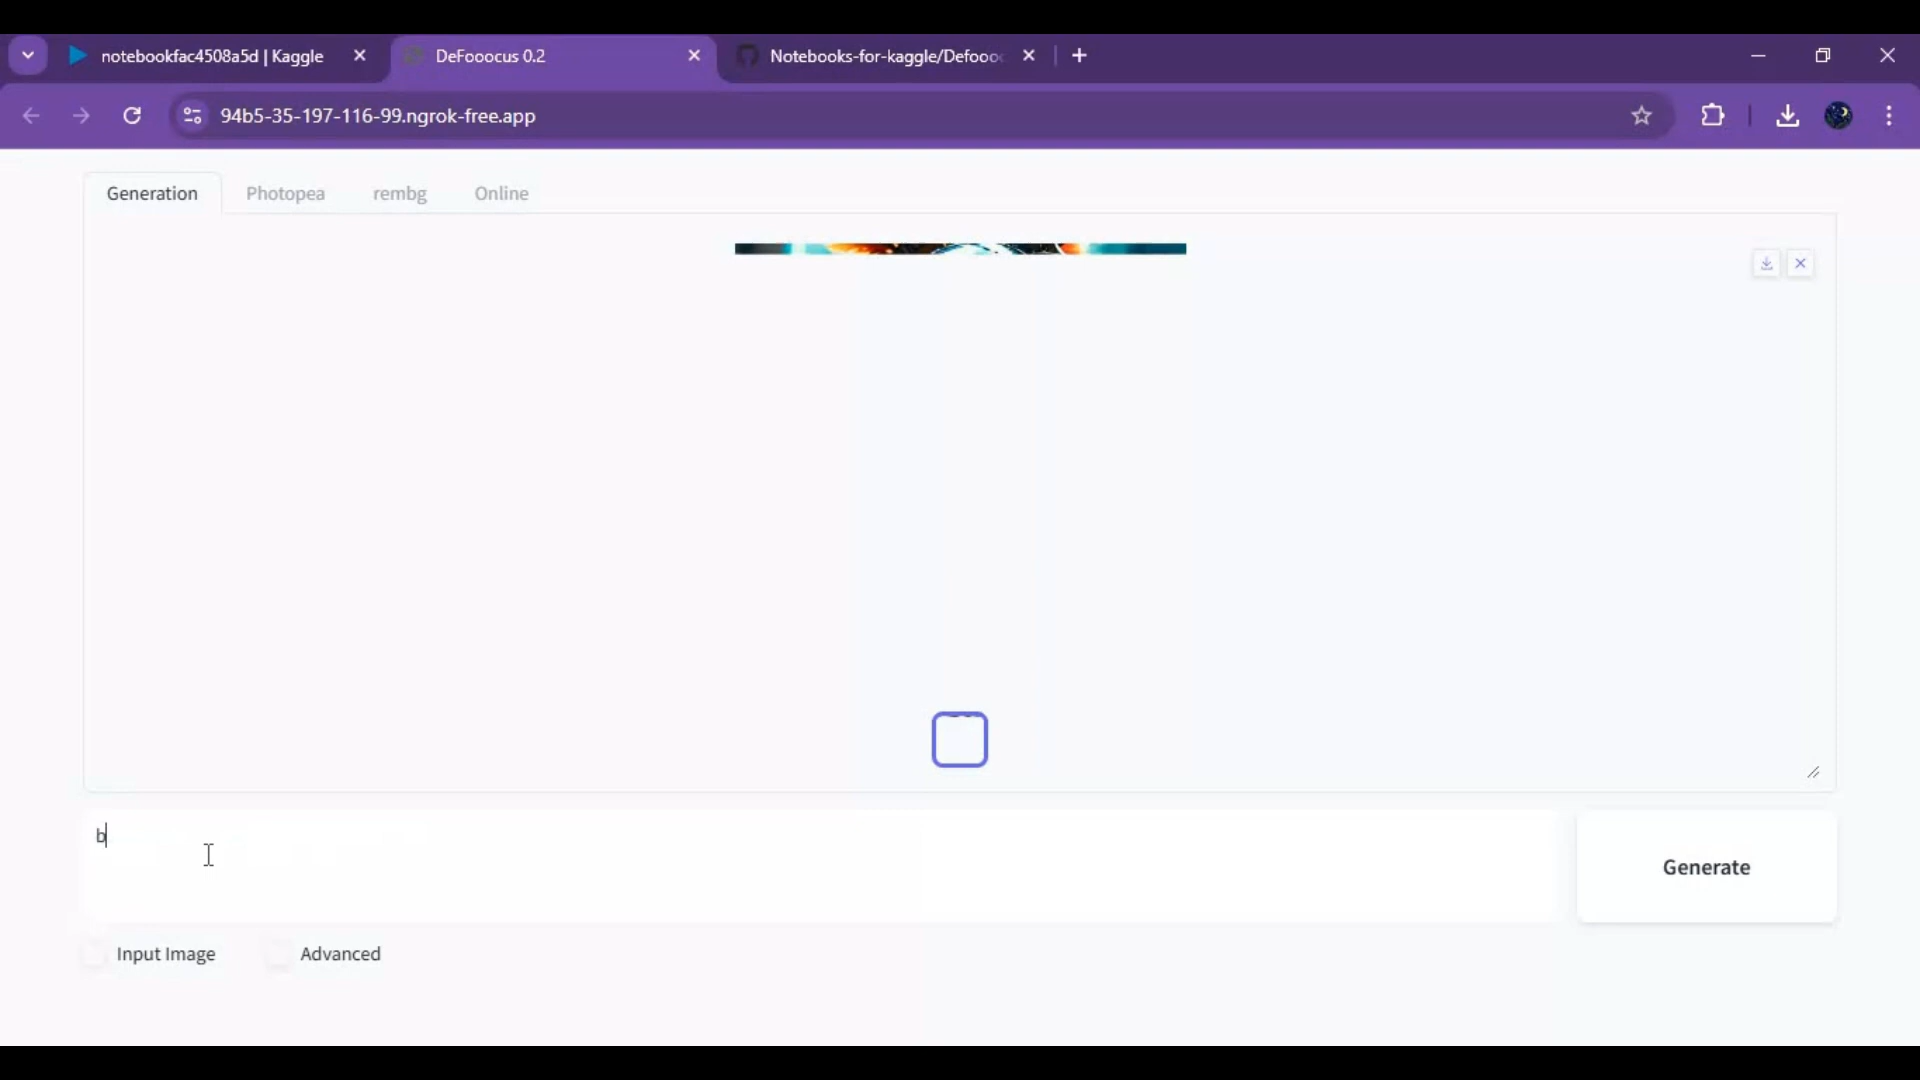 notebookfac4508a5d | Kaggle
DeFooocus 0.2
Notebooks-for-kaggle/Defoooc
94b5-35-197-116-99.ngrok-free.app
Generation
Photopea
rembg
Online
b
Generate
Input Image
Advanced